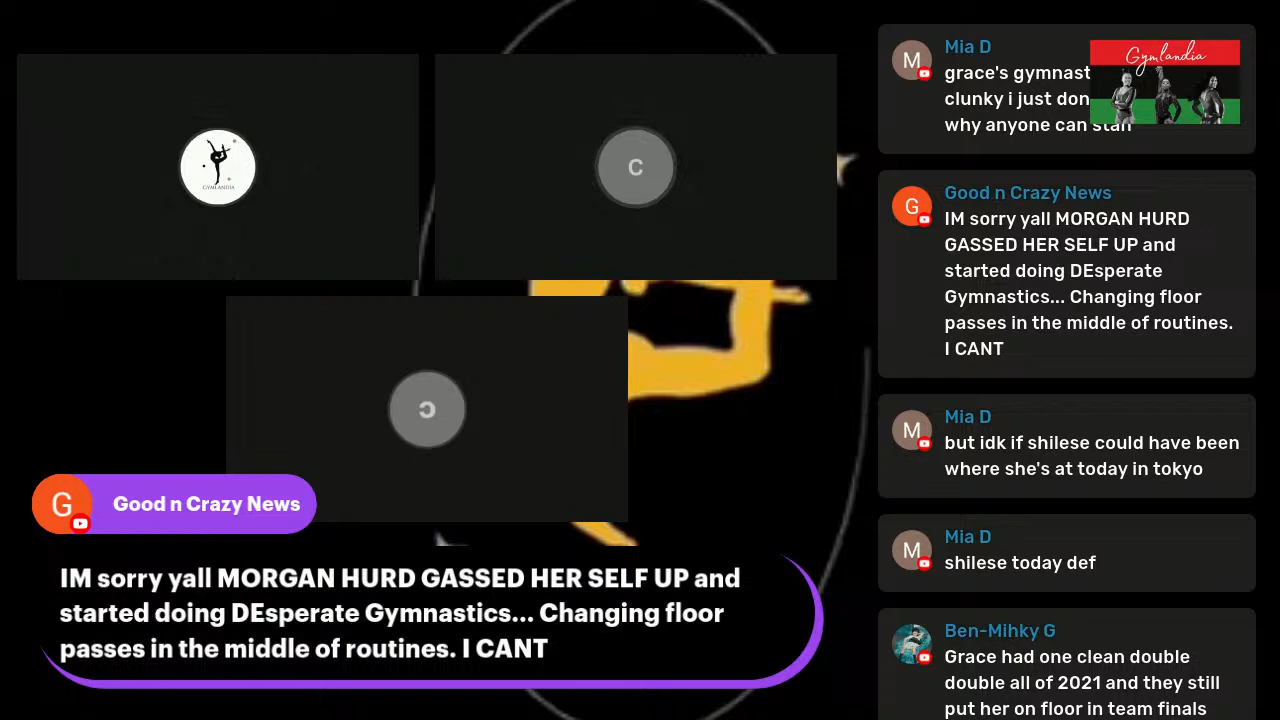 GYMLANDIA
C
C
Good n Crazy News
IM sorry yall MORGAN HURD GASSED HER SELF UP and
started doing DEsperate Gymnastics... Changing floor
passes in the middle of routines. I CANT
Mia D
grace's gymnast
clunky i just don
why anyone can stan
Gymlandia
Good n Crazy News
IM sorry yall MORGAN HURD
GASSED HER SELF UP and
started doing DEsperate
Gymnastics... Changing floor
passes in the middle of routines.
I CANT
Mia D
but idk if shilese could have been
where she's at today in tokyo
Mia D
shilese today def
Ben-Mihky G
Grace had one clean double
double all of 2021 and they still
put her on floor in team finals